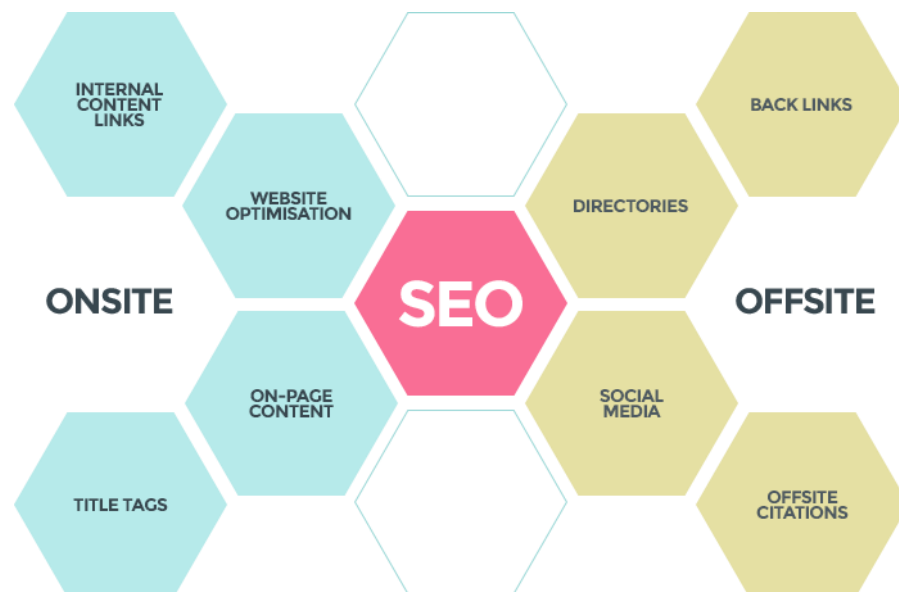 INTERNAL
CONTENT
LINKS
WEBSITE
OPTIMISATION
ONSITE
ON-PAGE
CONTENT
TITLE TAGS
SEO
BACK LINKS
DIRECTORIES
OFFSITE
SOCIAL
MEDIA
OFFSITE
CITATIONS